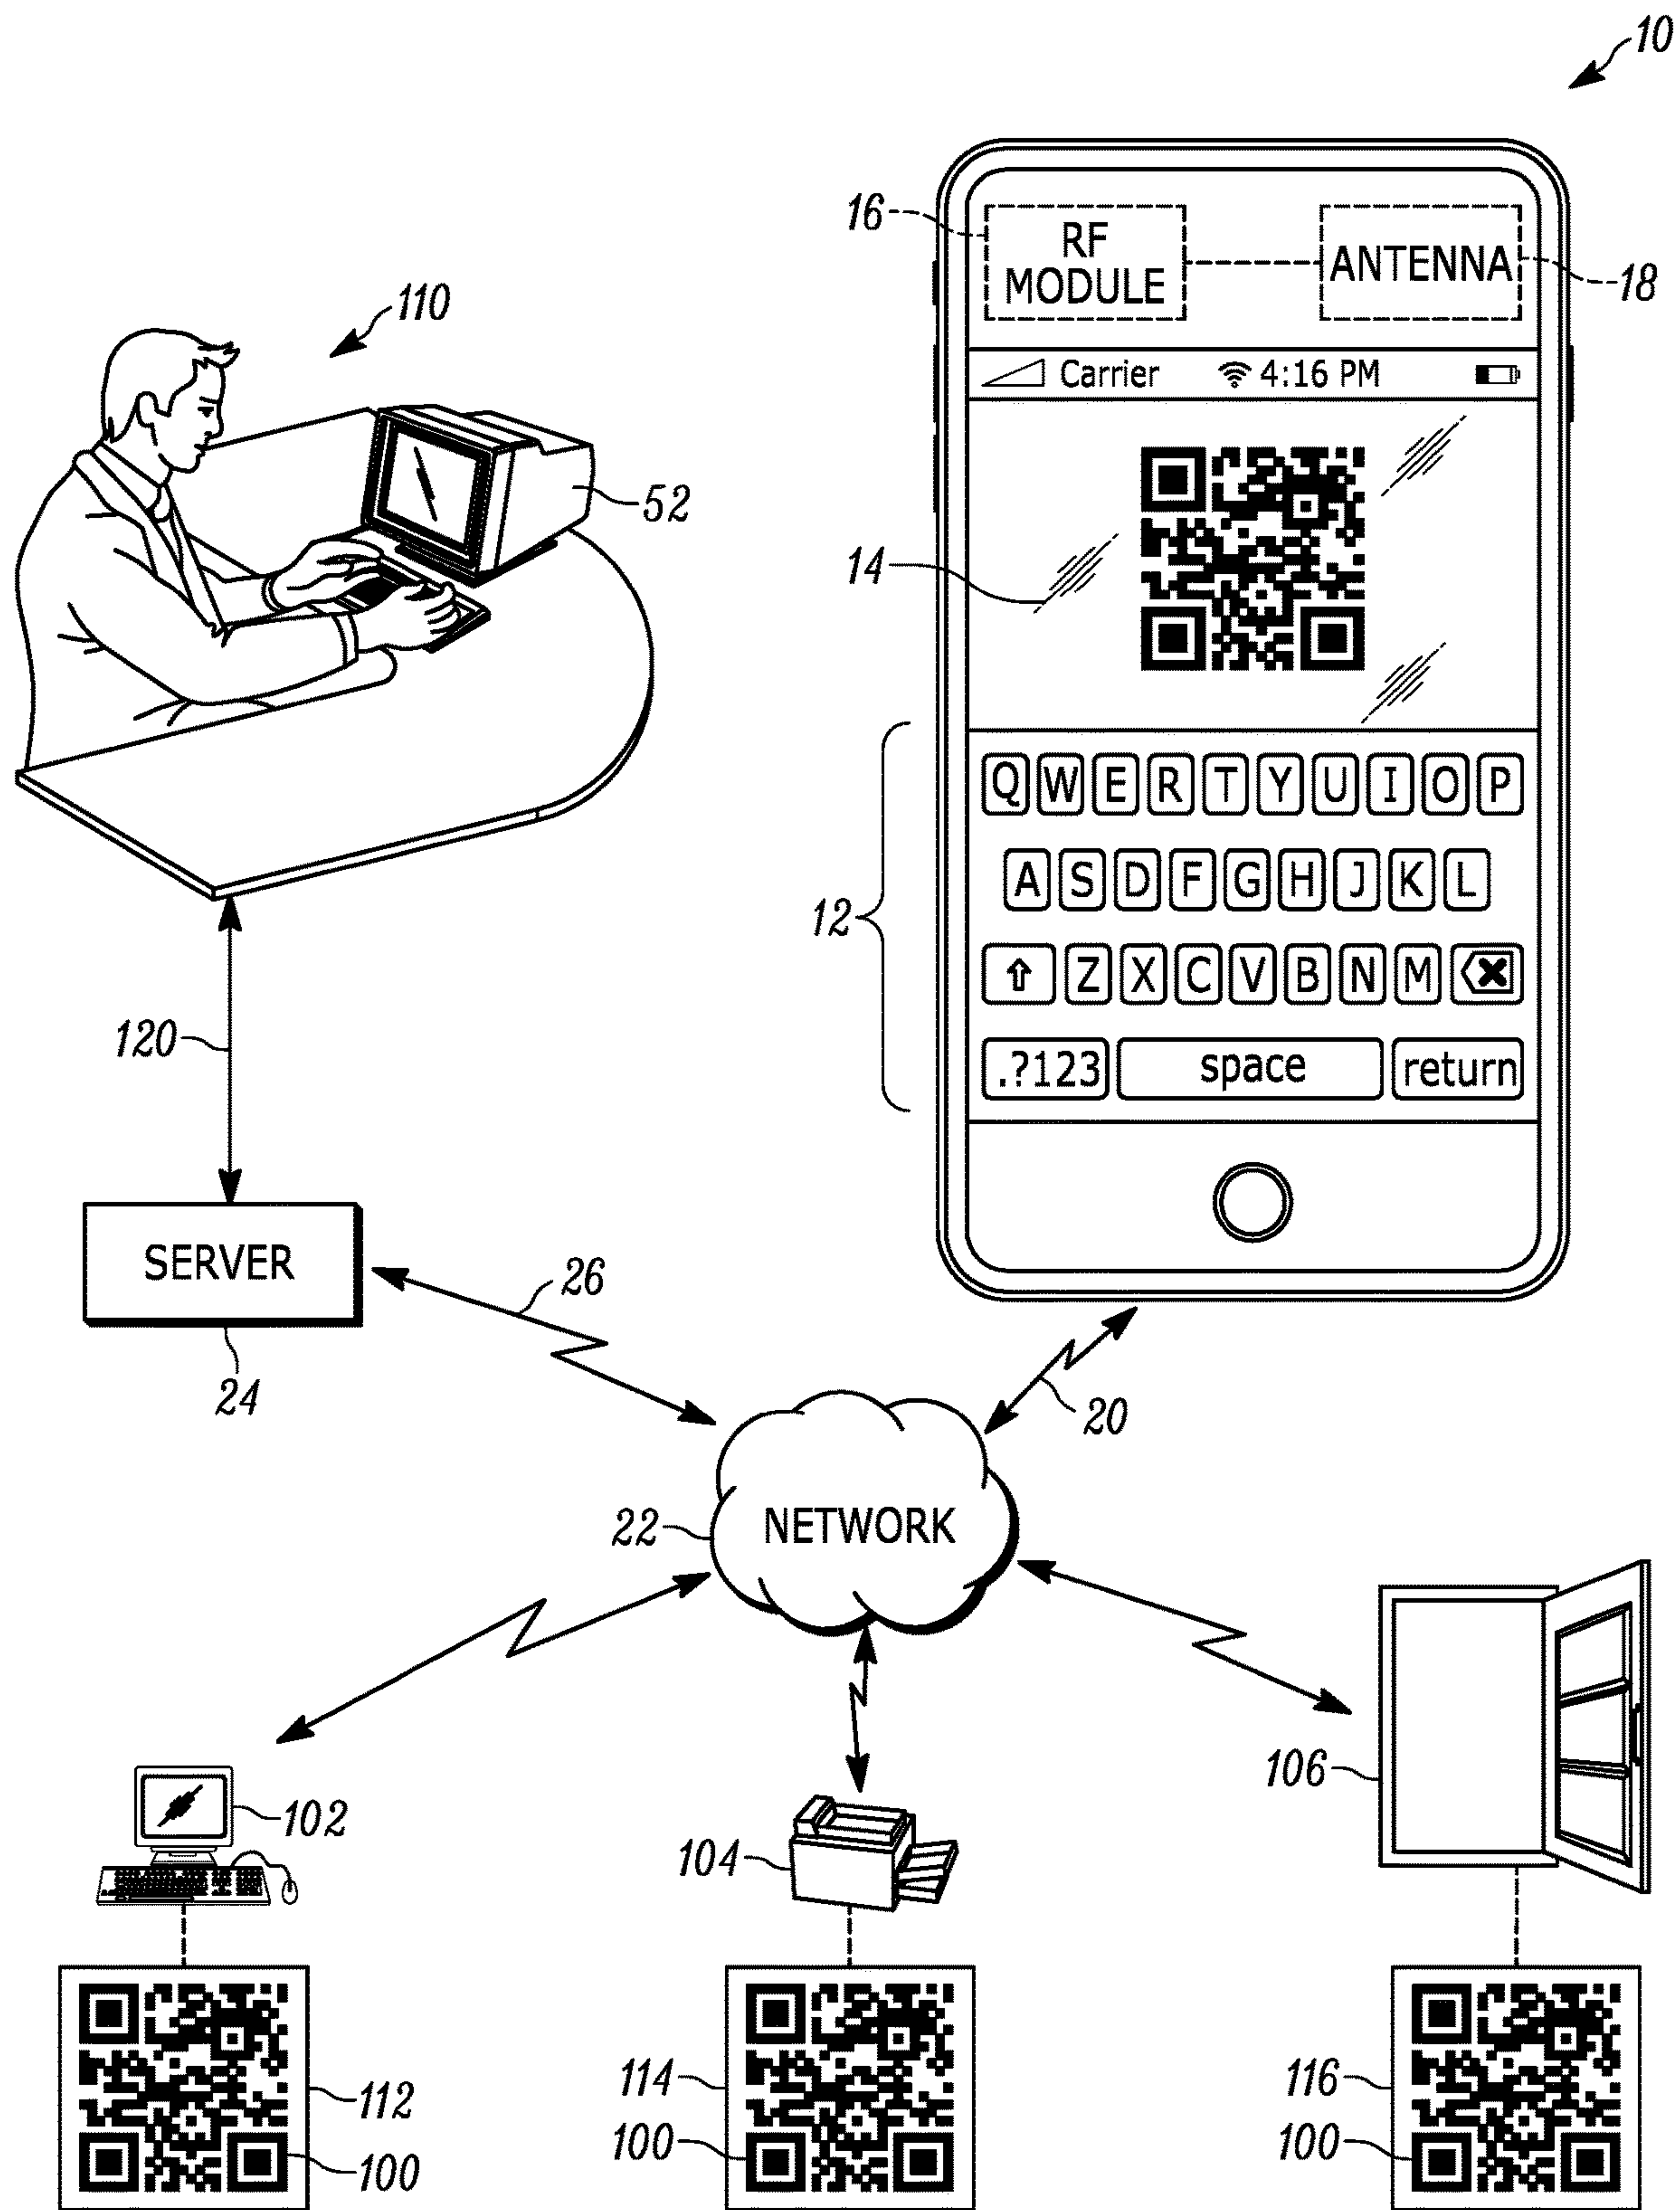 10
16
RF
MODULE
ANTENNA
18
110
Carrier
4:16 PM
52
14
Q W E R T Y U I O P
12
A S D F G H J K L
Z X C V B N M
.?123 space return
120
SERVER
26
24
20
22
NETWORK
106
102
104
112
114
116
100
100
100